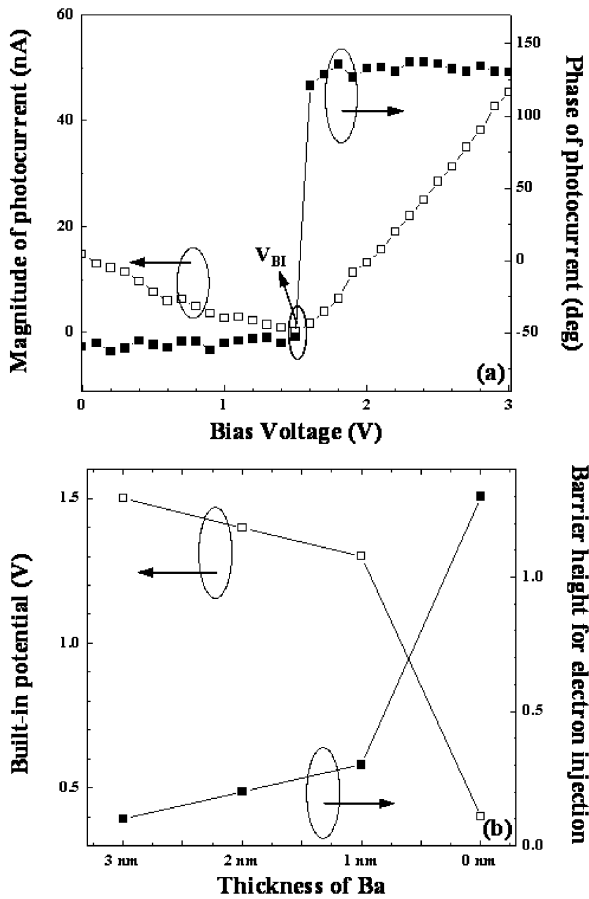 60
40
20
0
Magnitude of photocurrent (nA)
150
100
50
0
-50
Phase of photocurrent (deg)
V_BI
(a)
0
1
2
3
Bias Voltage (V)
1.5
1.0
0.5
Built-in potential (V)
1.0
0.5
0.0
Barrier height for electron injection
(b)
3 nm
2 nm
1 nm
0 nm
Thickness of Ba